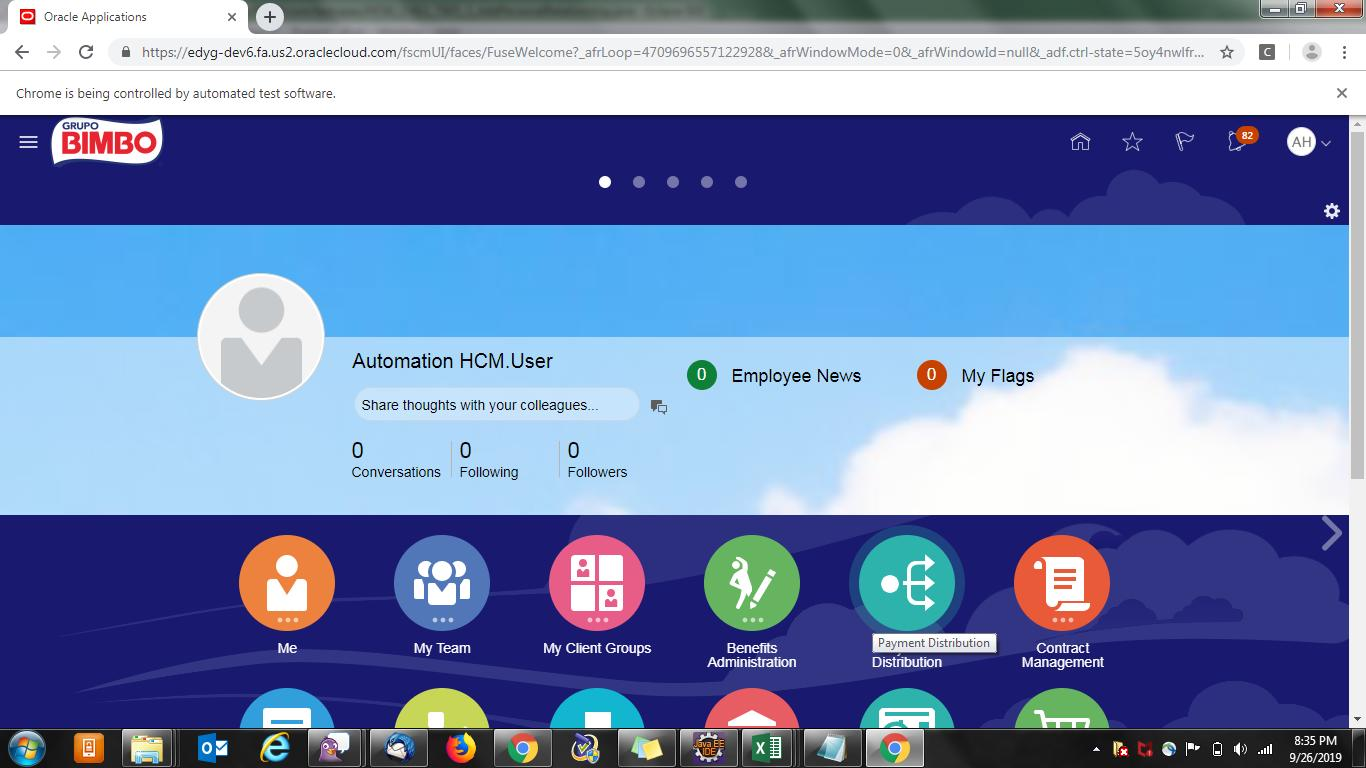 Oracle Applications
https://edyg-dev6.fa.us2.oraclecloud.com/fscmUI/faces/FuseWelcome?_afrLoop=4709696557122928&_afrWindowMode=0&_afrWindowId=null&_adf.ctrl-state=5oy4nwlfr...
C
Chrome is being controlled by automated test software.
GRUPO
BIMBO
82
AH
Automation HCM.User
0 Employee News
0 My Flags
Share thoughts with your colleagues...
0 0 0
Conversations Following Followers
Me
My Team
My Client Groups
Benefits
Administration
Payment Distribution
Distribution
Contract
Management
Java EE
IDE
8:35 PM
9/26/2019